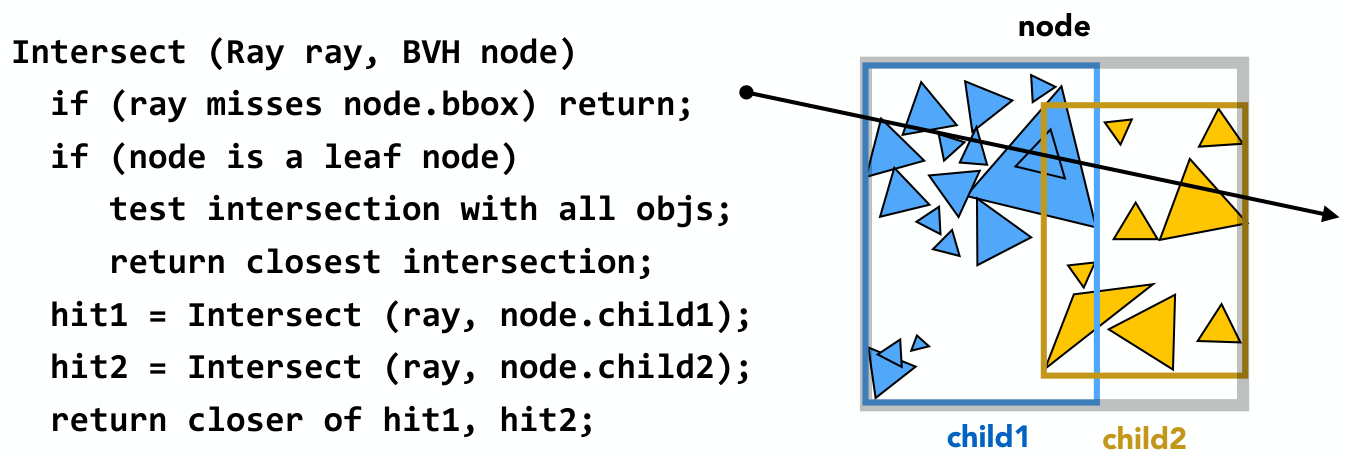 Intersect (Ray ray, BVH node)
if (ray misses node.bbox) return;
if (node is a leaf node)
test intersection with all objs;
return closest intersection;
hit1 = Intersect (ray, node.child1);
hit2 = Intersect (ray, node.child2);
return closer of hit1, hit2;
node
child1
child2